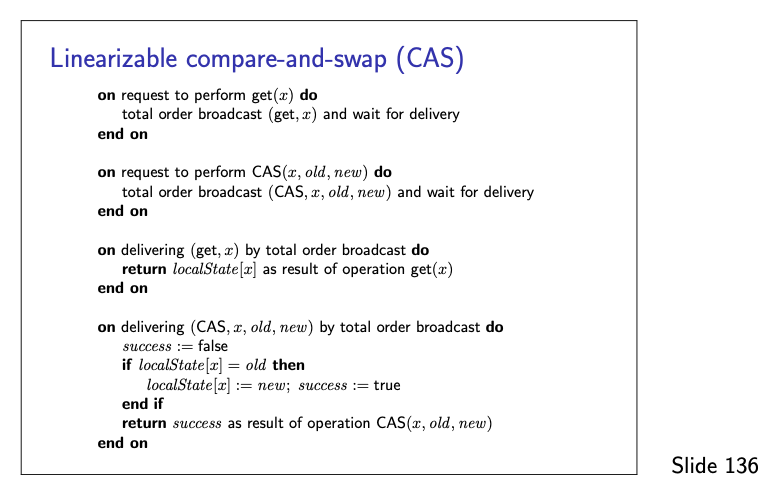 Linearizable compare-and-swap (CAS)
on request to perform get(x) do
total order broadcast (get, x) and wait for delivery
end on
on request to perform CAS(x, old, new) do
total order broadcast (CAS, x, old, new) and wait for delivery
end on
on delivering (get, x) by total order broadcast do
return localState[x] as result of operation get(x)
end on
on delivering (CAS, x, old, new) by total order broadcast do
success := false
if localState[x] = old then
localState[x] := new; success := true
end if
return success as result of operation CAS(x, old, new)
end on
Slide 136